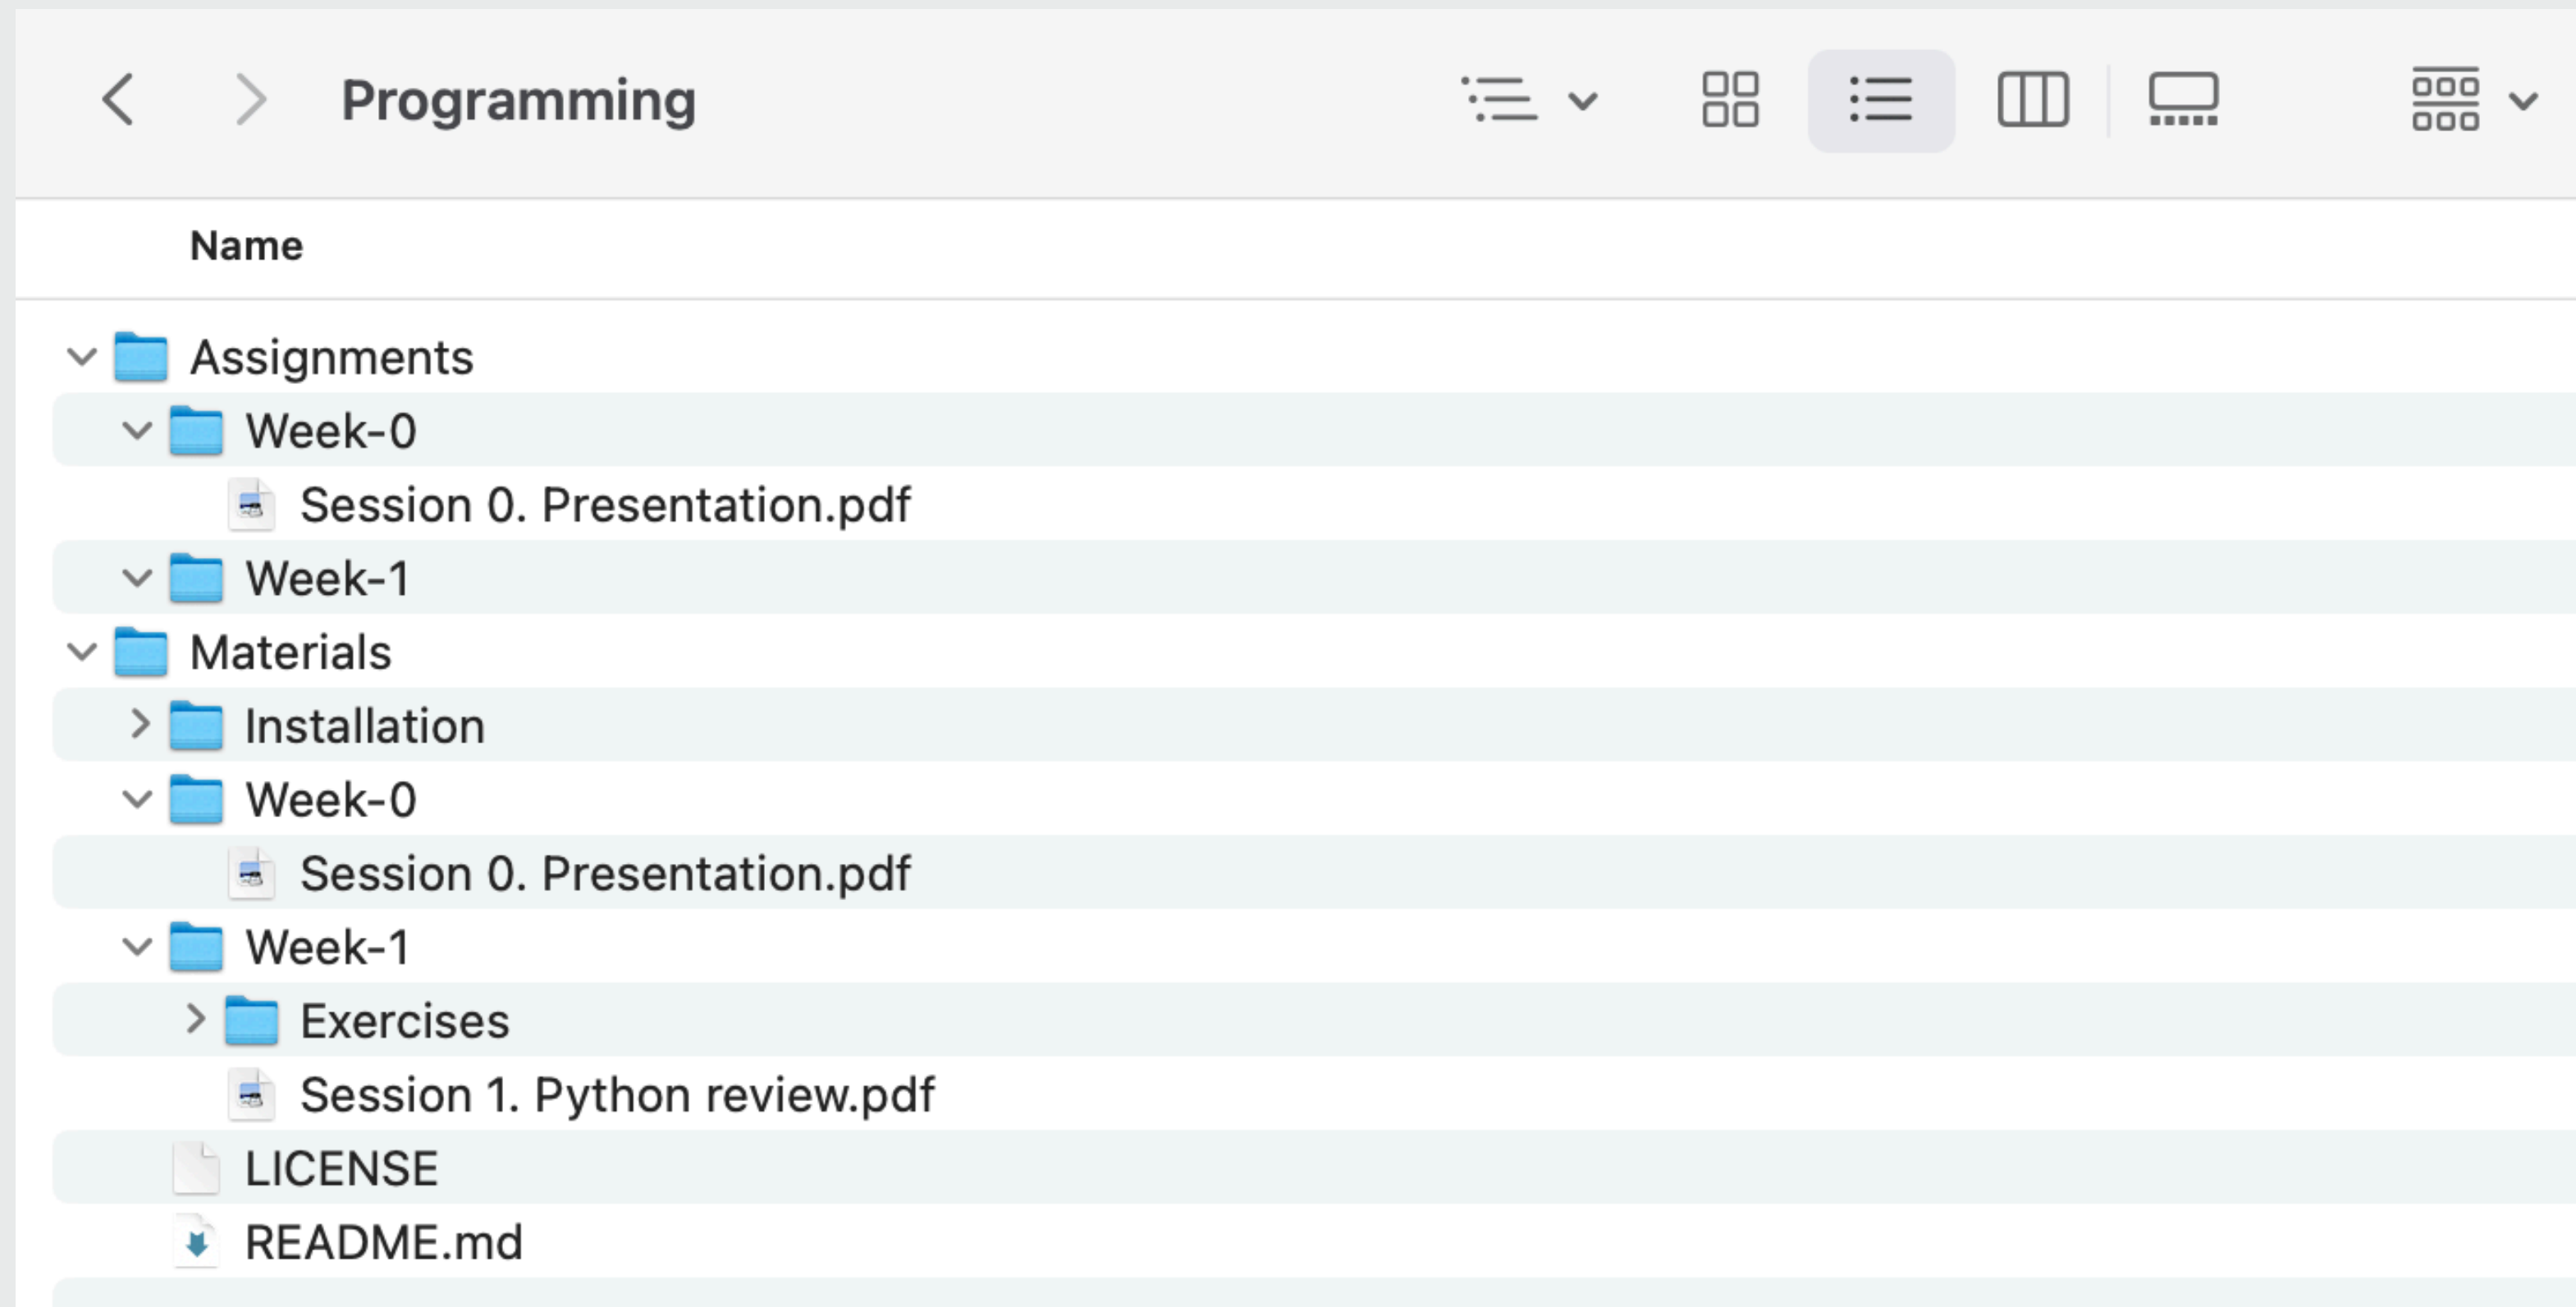 Programming
Name
Assignments
Week-0
Session 0. Presentation.pdf
Week-1
Materials
Installation
Week-0
Session 0. Presentation.pdf
Week-1
Exercises
Session 1. Python review.pdf
LICENSE
README.md